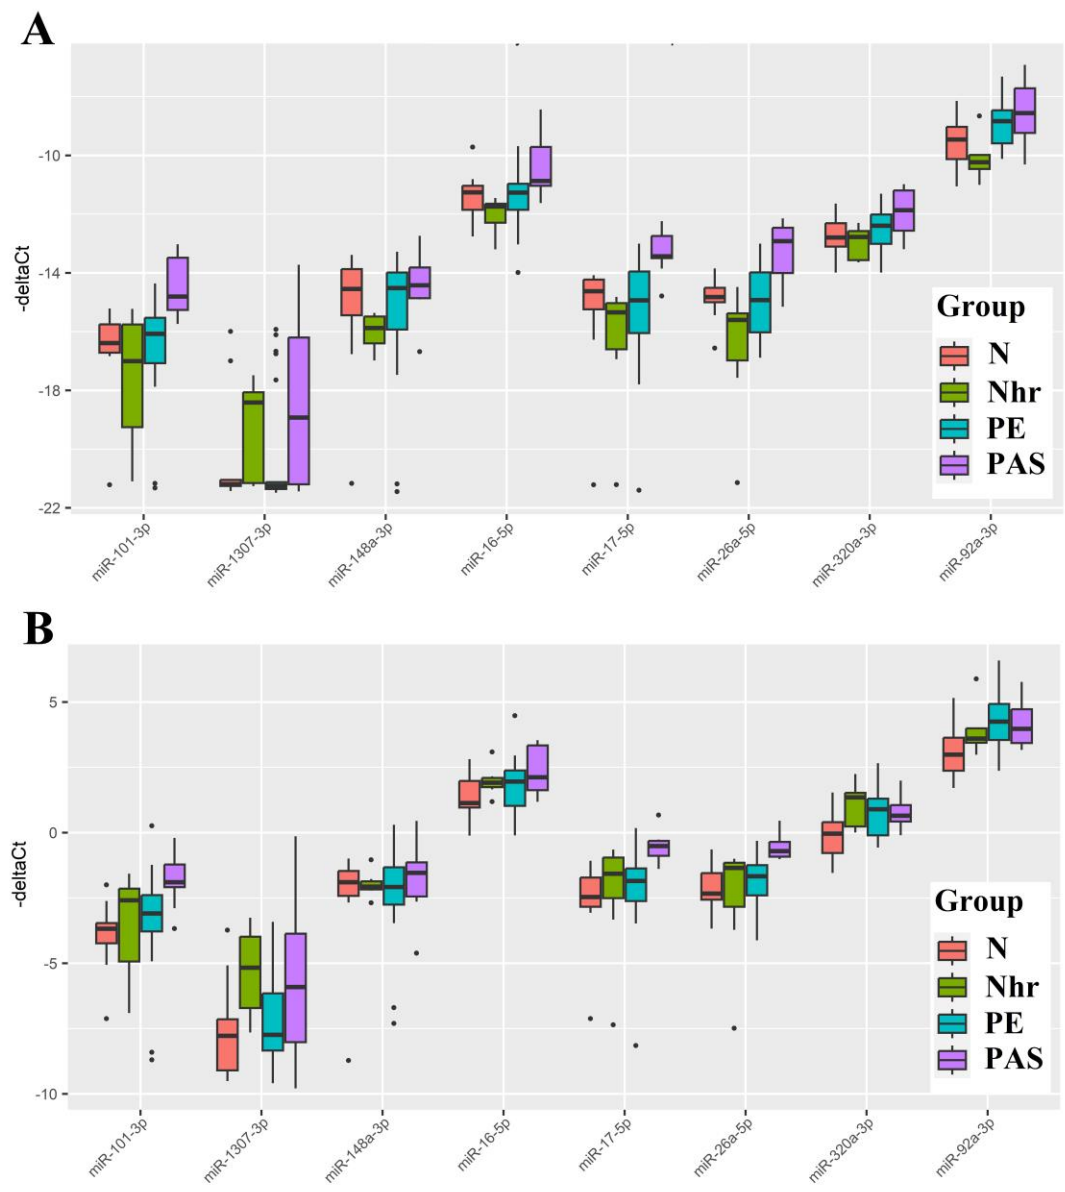 A
-deltaCt
-10
-14
-18
-22
Group
N
Nhr
PE
PAS
miR-101-3p
miR-1307-3p
miR-148a-3p
miR-16-5p
miR-17-5p
miR-26a-5p
miR-320a-3p
miR-92a-3p
B
-deltaCt
5
0
-5
-10
Group
N
Nhr
PE
PAS
miR-101-3p
miR-1307-3p
miR-148a-3p
miR-16-5p
miR-17-5p
miR-26a-5p
miR-320a-3p
miR-92a-3p